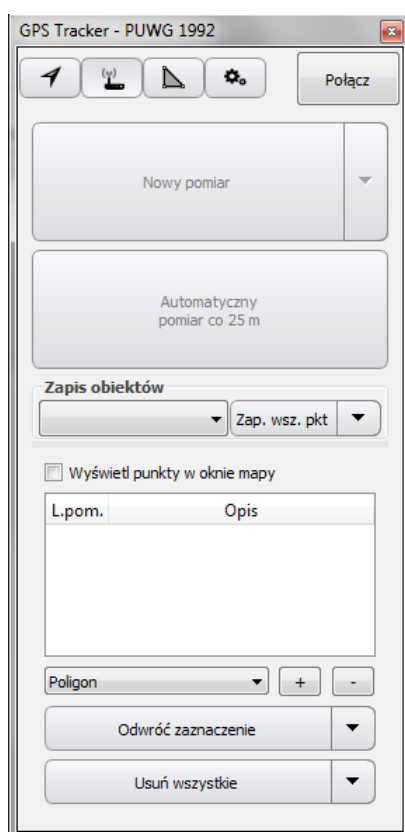 GPS Tracker - PUWG 1992
Połącz
Nowy pomiar
Automatyczny
pomiar co 25 m
Zapis obiektów
Zap. wsz. pkt
Wyświetl punkty w oknie mapy
L.pom. Opis
Poligon + -
Odwróć zaznaczenie
Usuń wszystkie